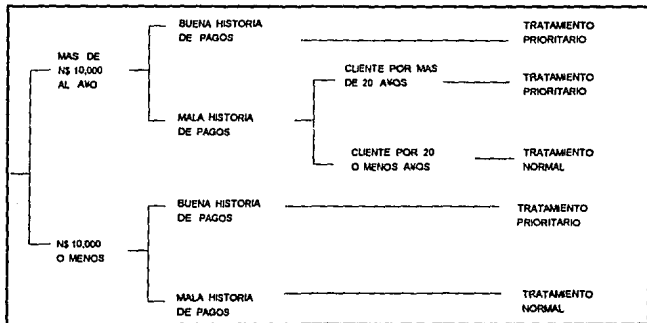 BUENA HISTORIA
DE PAGOS
TRATAMIENTO
PRIORITARIO
MAS DE
N$ 10,000
AL AÑO
CLIENTE POR MAS
DE 20 AÑOS
TRATAMIENTO
PRIORITARIO
MALA HISTORIA
DE PAGOS
CLIENTE POR 20
O MENOS AÑOS
TRATAMIENTO
NORMAL
BUENA HISTORIA
DE PAGOS
TRATAMIENTO
PRIORITARIO
N$ 10,000
O MENOS
MALA HISTORIA
DE PAGOS
TRATAMIENTO
NORMAL